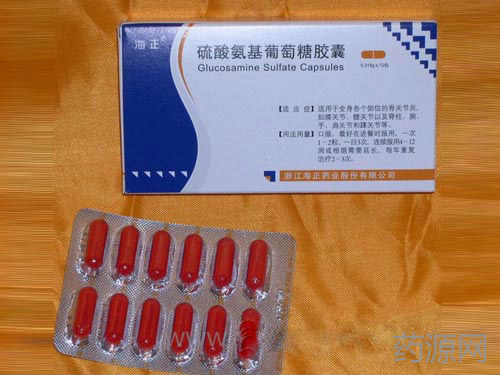 海正
硫酸氨基葡萄糖胶囊
Glucosamine Sulfate Capsules
0.314g×12粒
【适应症】适用于全身各个部位的骨关节炎,
如膝关节、髋关节以及脊柱、腕、
手、肩关节和踝关节等。
【用法用量】口服，最好在进餐时服用，一次
1-2粒，一日3次，连续服用4-12
周或根据需要延长。每年重复
治疗2-3次。
浙江海正药业股份有限公司
药源网